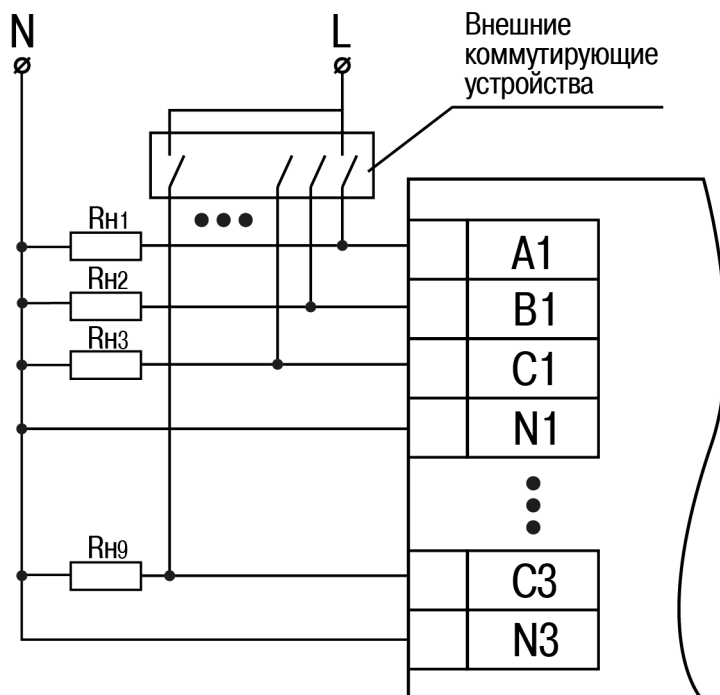 N
L
Внешние
коммутирующие
устройства
Rн1
A1
Rн2
B1
Rн3
C1
N1
Rн9
C3
N3